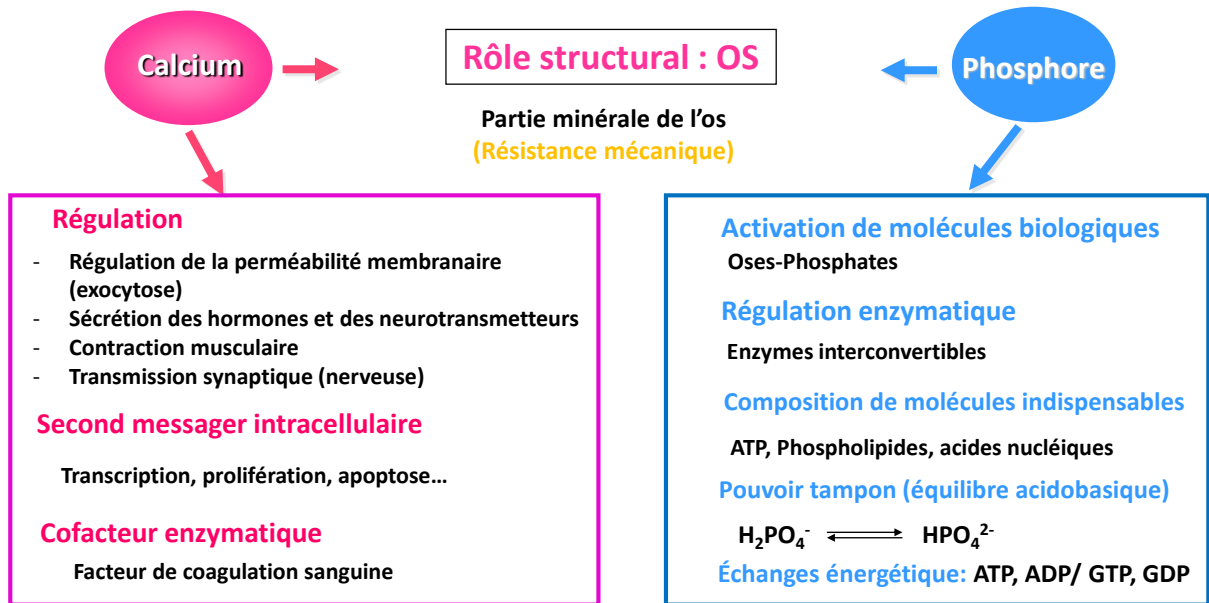 Calcium
Rôle structural : OS
Phosphore
Partie minérale de l'os
(Résistance mécanique)
Régulation
- Régulation de la perméabilité membranaire
(exocytose)
- Sécrétion des hormones et des neurotransmetteurs
- Contraction musculaire
- Transmission synaptique (nerveuse)
Second messager intracellulaire
Transcription, prolifération, apoptose…
Cofacteur enzymatique
Facteur de coagulation sanguine
Activation de molécules biologiques
Oses-Phosphates
Régulation enzymatique
Enzymes interconvertibles
Composition de molécules indispensables
ATP, Phospholipides, acides nucléiques
Pouvoir tampon (équilibre acidobasique)
H₂PO₄⁻ ⇌ HPO₄²⁻
Échanges énergétique: ATP, ADP/ GTP, GDP